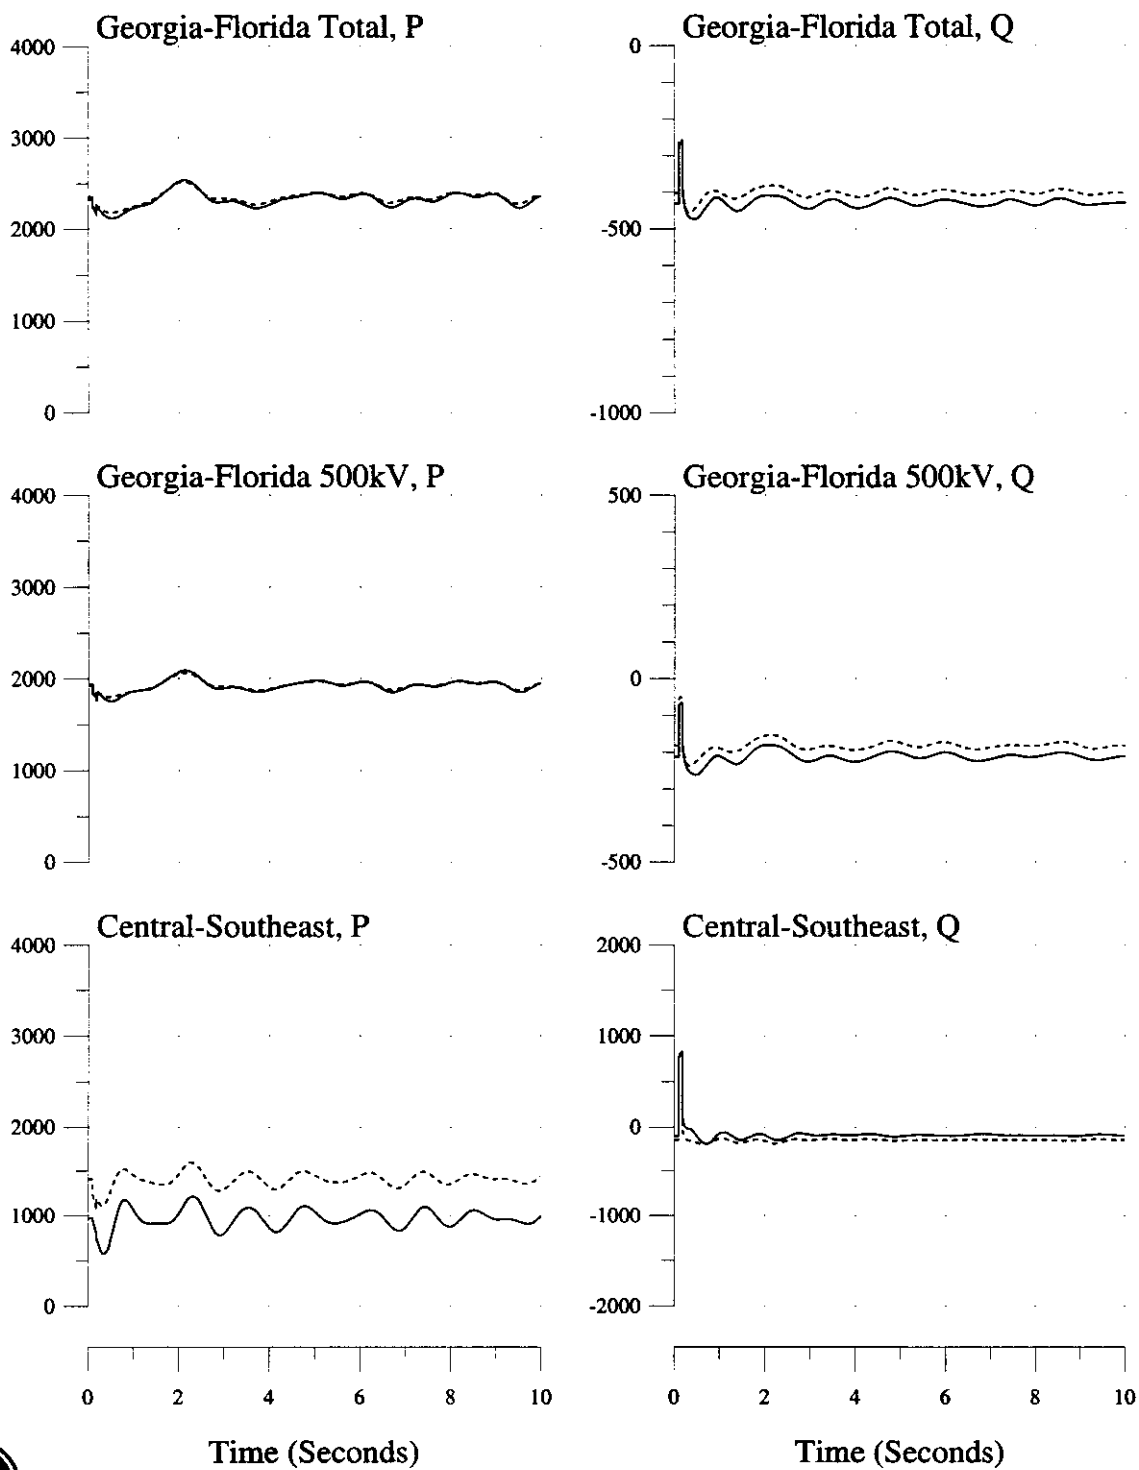 Georgia-Florida Total, P
4000
3000
2000
1000
0
Georgia-Florida Total, Q
0
-500
-1000
Georgia-Florida 500kV, P
4000
3000
2000
1000
0
Georgia-Florida 500kV, Q
500
0
-500
Central-Southeast, P
4000
3000
2000
1000
0
Central-Southeast, Q
2000
1000
0
-1000
-2000
0 2 4 6 8 10
Time (Seconds)
0 2 4 6 8 10
Time (Seconds)